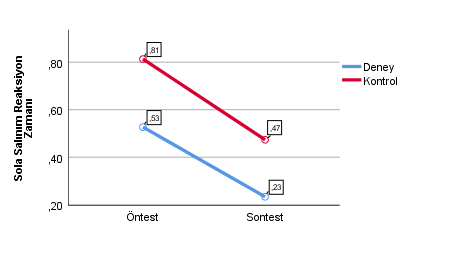 Sola Salınım Reaksiyon
Zamanı
,80
,60
,40
,20
,81
,53
,47
,23
Öntest
Sontest
Deney
Kontrol